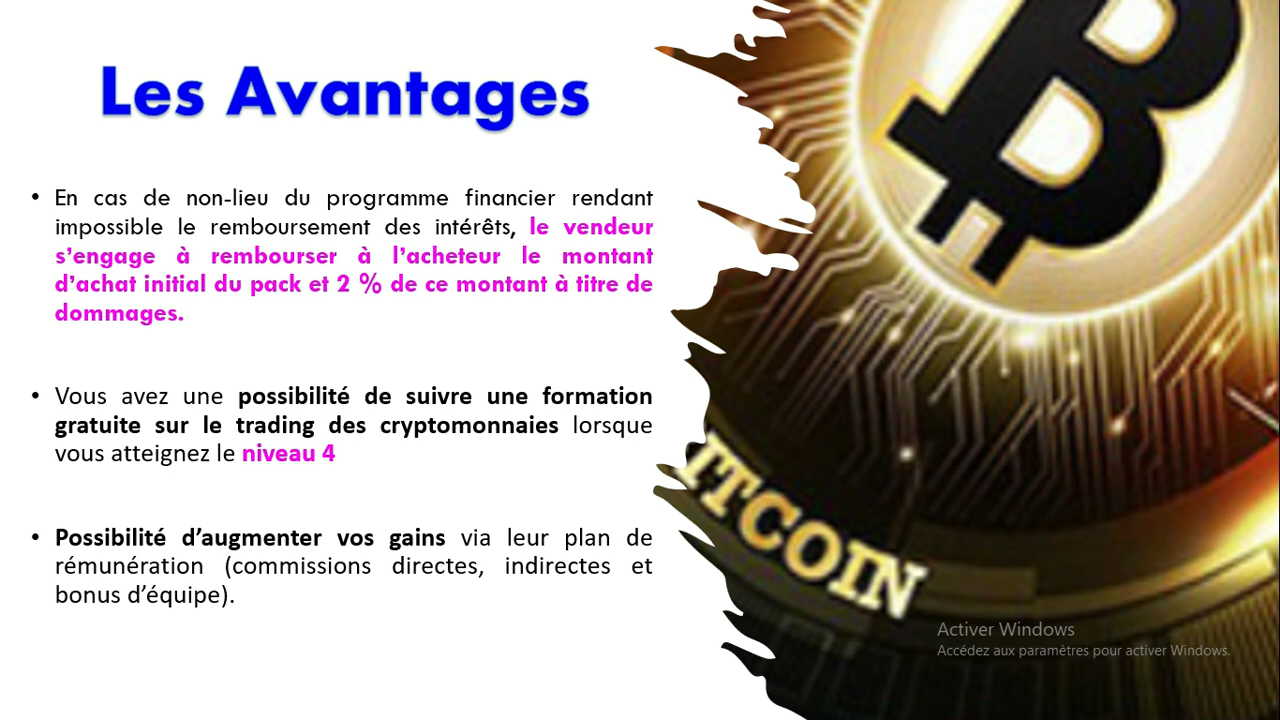 Les Avantages
• En cas de non-lieu du programme financier rendant
impossible le remboursement des intérêts, le vendeur
s'engage à rembourser à l'acheteur le montant
d'achat initial du pack et 2 % de ce montant à titre de
dommages.
• Vous avez une possibilité de suivre une formation
gratuite sur le trading des cryptomonnaies lorsque
vous atteignez le niveau 4
• Possibilité d'augmenter vos gains via leur plan de
rémunération (commissions directes, indirectes et
bonus d'équipe).
ITCOIN
Activer Windows
Accédez aux paramètres pour activer Windows.